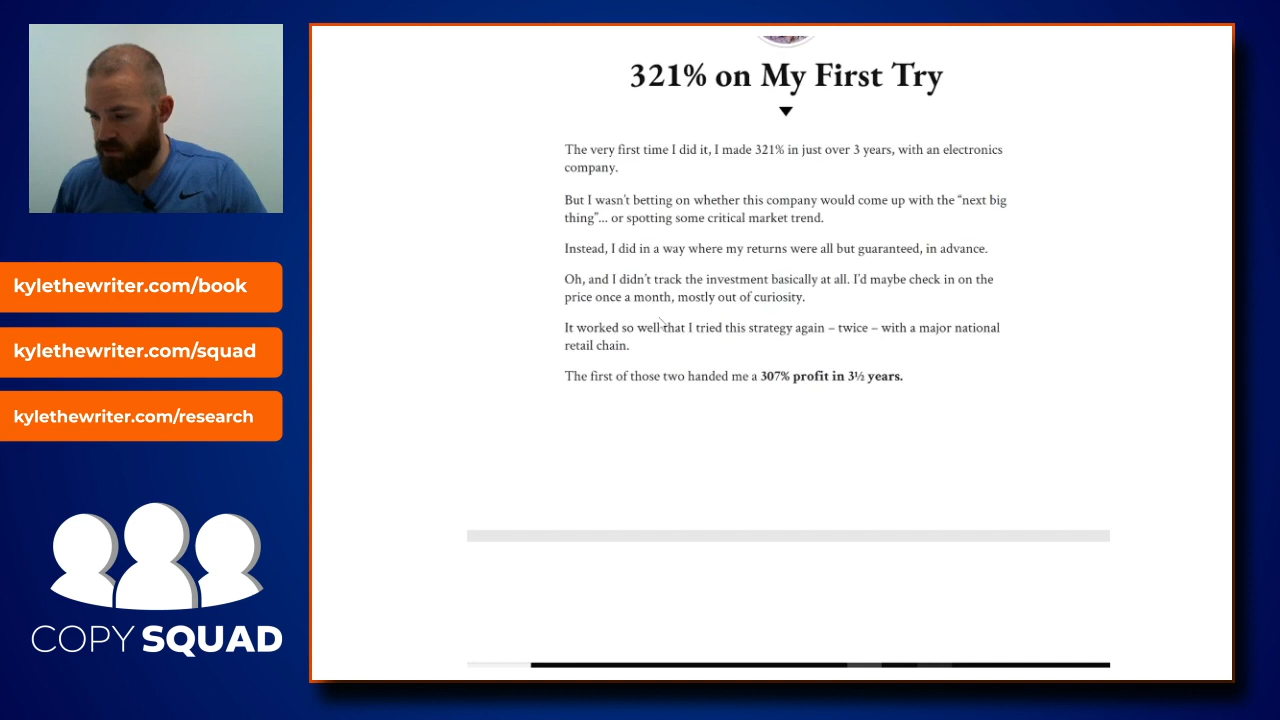 kylethewriter.com/book
kylethewriter.com/squad
kylethewriter.com/research
COPY SQUAD
321% on My First Try
The very first time I did it, I made 321% in just over 3 years, with an electronics
company.
But I wasn't betting on whether this company would come up with the “next big
thing”... or spotting some critical market trend.
Instead, I did in a way where my returns were all but guaranteed, in advance.
Oh, and I didn't track the investment basically at all. I'd maybe check in on the
price once a month, mostly out of curiosity.
It worked so well that I tried this strategy again – twice – with a major national
retail chain.
The first of those two handed me a 307% profit in 3½ years.